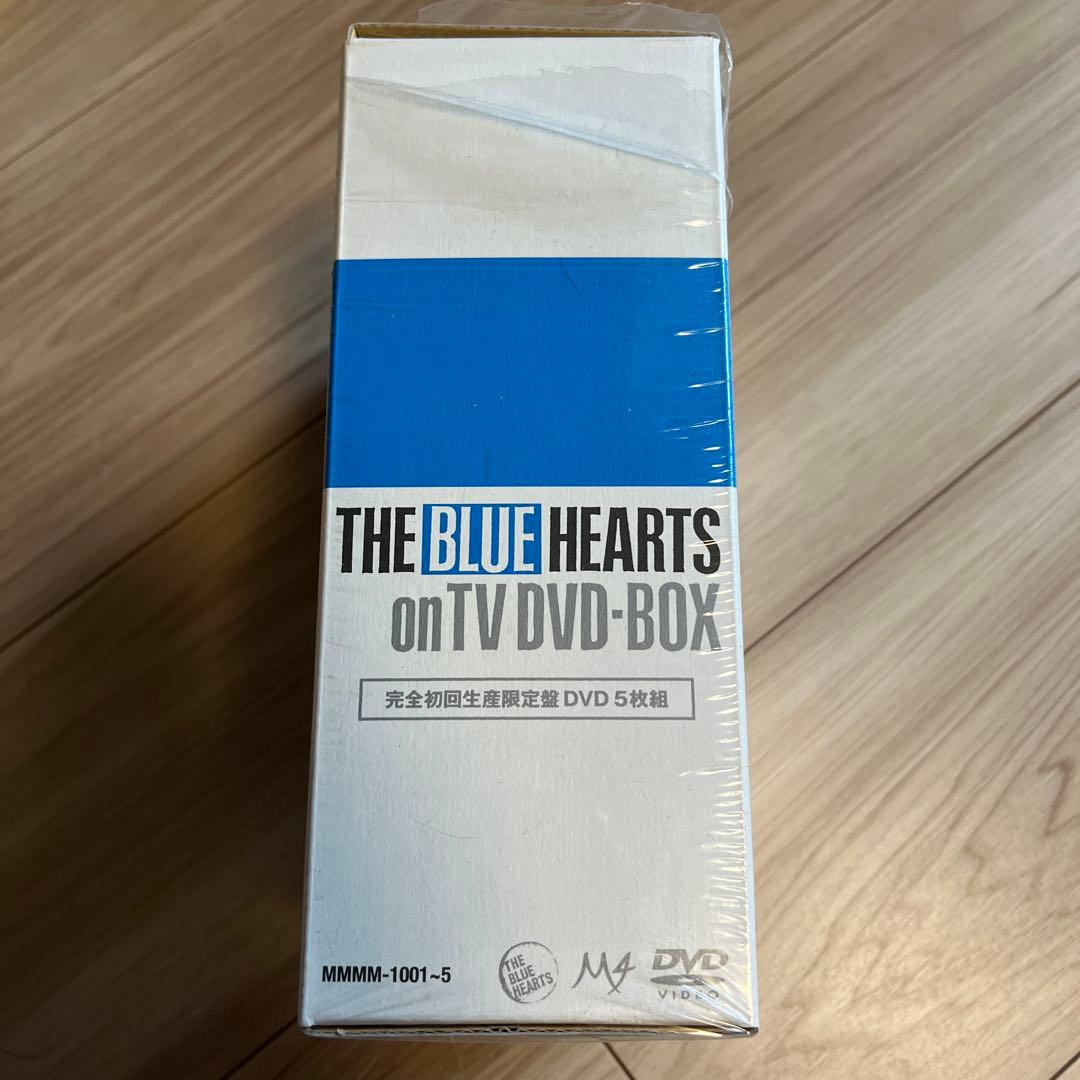 THE BLUE HEARTS
on TV DVD-BOX
完全初回生産限定盤 DVD 5枚組
MMMM-1001~5
THE
BLUE
HEARTS
M4
DVD
VIDEO